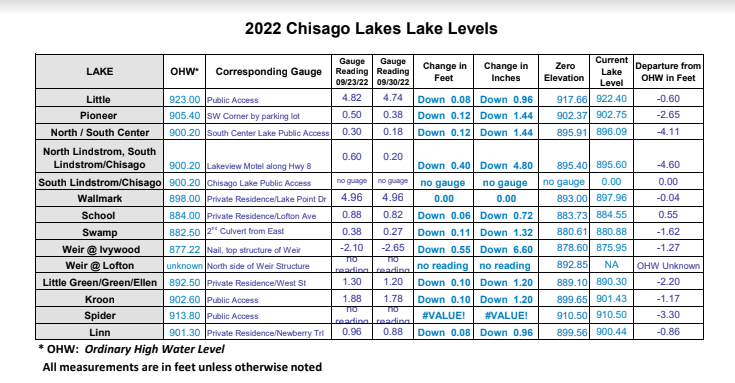 2022 Chisago Lakes Lake Levels
LAKE OHW* Corresponding Gauge Gauge Reading 09/23/22 Gauge Reading 09/30/22 Change in Feet Change in Inches Zero Elevation Current Lake Level Departure from OHW in Feet
Little 923.00 Public Access 4.82 4.74 Down 0.08 Down 0.96 917.66 922.40 -0.60
Pioneer 905.40 SW Corner by parking lot 0.50 0.38 Down 0.12 Down 1.44 902.37 902.75 -2.65
North / South Center 900.20 South Center Lake Public Access 0.30 0.18 Down 0.12 Down 1.44 895.91 896.09 -4.11
North Lindstrom, South Lindstrom/Chisago 900.20 Lakeview Motel along Hwy 8 0.60 0.20 Down 0.40 Down 4.80 895.40 895.60 -4.60
South Lindstrom/Chisago 900.20 Chisago Lake Public Access no guage no guage no gauge no gauge no gauge 0.00 0.00
Wallmark 898.00 Private Residence/Lake Point Dr 4.96 4.96 0.00 0.00 893.00 897.96 -0.04
School 884.00 Private Residence/Lofton Ave 0.88 0.82 Down 0.06 Down 0.72 883.73 884.55 0.55
Swamp 882.50 2nd Culvert from East 0.38 0.27 Down 0.11 Down 1.32 880.61 880.88 -1.62
Weir @ Ivywood 877.22 Nail, top structure of Weir -2.10 -2.65 Down 0.55 Down 6.60 878.60 875.95 -1.27
Weir @ Lofton unknown North side of Weir Structure no reading no reading no reading no reading 892.85 NA OHW Unknown
Little Green/Green/Ellen 892.50 Private Residence/West St 1.30 1.20 Down 0.10 Down 1.20 889.10 890.30 -2.20
Kroon 902.60 Public Access 1.88 1.78 Down 0.10 Down 1.20 899.65 901.43 -1.17
Spider 913.80 Public Access no reading no reading #VALUE! #VALUE! 910.50 910.50 -3.30
Linn 901.30 Private Residence/Newberry Trl 0.96 0.88 Down 0.08 Down 0.96 899.56 900.44 -0.86
* OHW: Ordinary High Water Level
All measurements are in feet unless otherwise noted